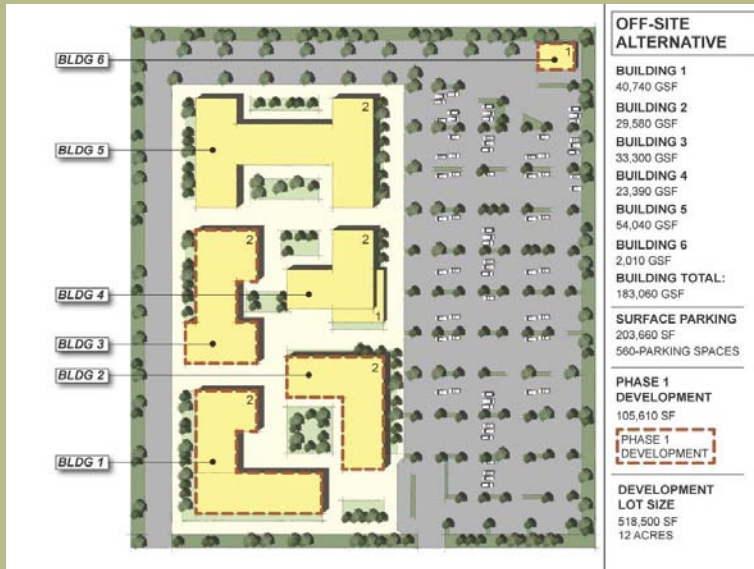 OFF-SITE
ALTERNATIVE
BUILDING 1
40,740 GSF
BUILDING 2
29,580 GSF
BUILDING 3
33,300 GSF
BUILDING 4
23,390 GSF
BUILDING 5
54,040 GSF
BUILDING 6
2,010 GSF
BUILDING TOTAL:
183,060 GSF
SURFACE PARKING
203,660 SF
560-PARKING SPACES
PHASE 1
DEVELOPMENT
105,610 SF
PHASE 1
DEVELOPMENT
DEVELOPMENT
LOT SIZE
518,500 SF
12 ACRES
BLDG 6
1
BLDG 5
2
2
2
BLDG 4
1
BLDG 3
BLDG 2
2
2
BLDG 1